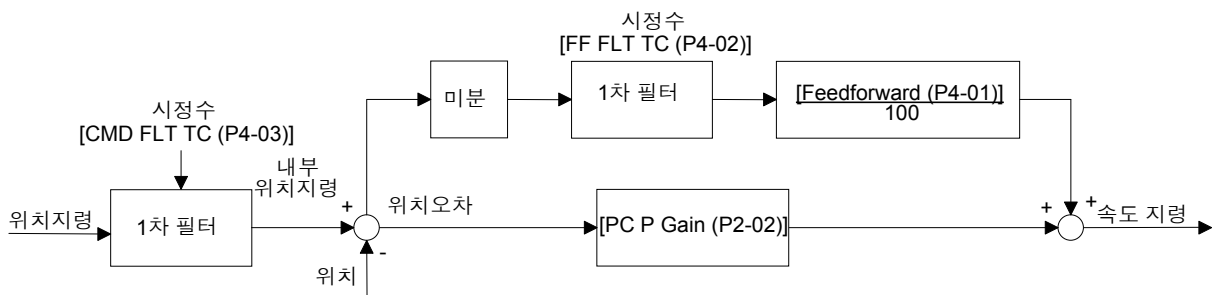 시정수
[FF FLT TC (P4-02)]
미분
1차 필터
[Feedforward (P4-01)]
100
시정수
[CMD FLT TC (P4-03)]
내부
위치지령
위치지령
1차 필터
+
위치오차
[PC P Gain (P2-02)]
+
+
속도 지령
-
위치